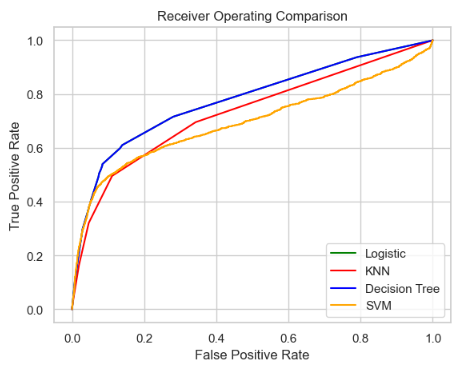 Receiver Operating Comparison
1.0
0.8
0.6
0.4
0.2
0.0
True Positive Rate
Logistic
KNN
Decision Tree
SVM
0.0 0.2 0.4 0.6 0.8 1.0
False Positive Rate